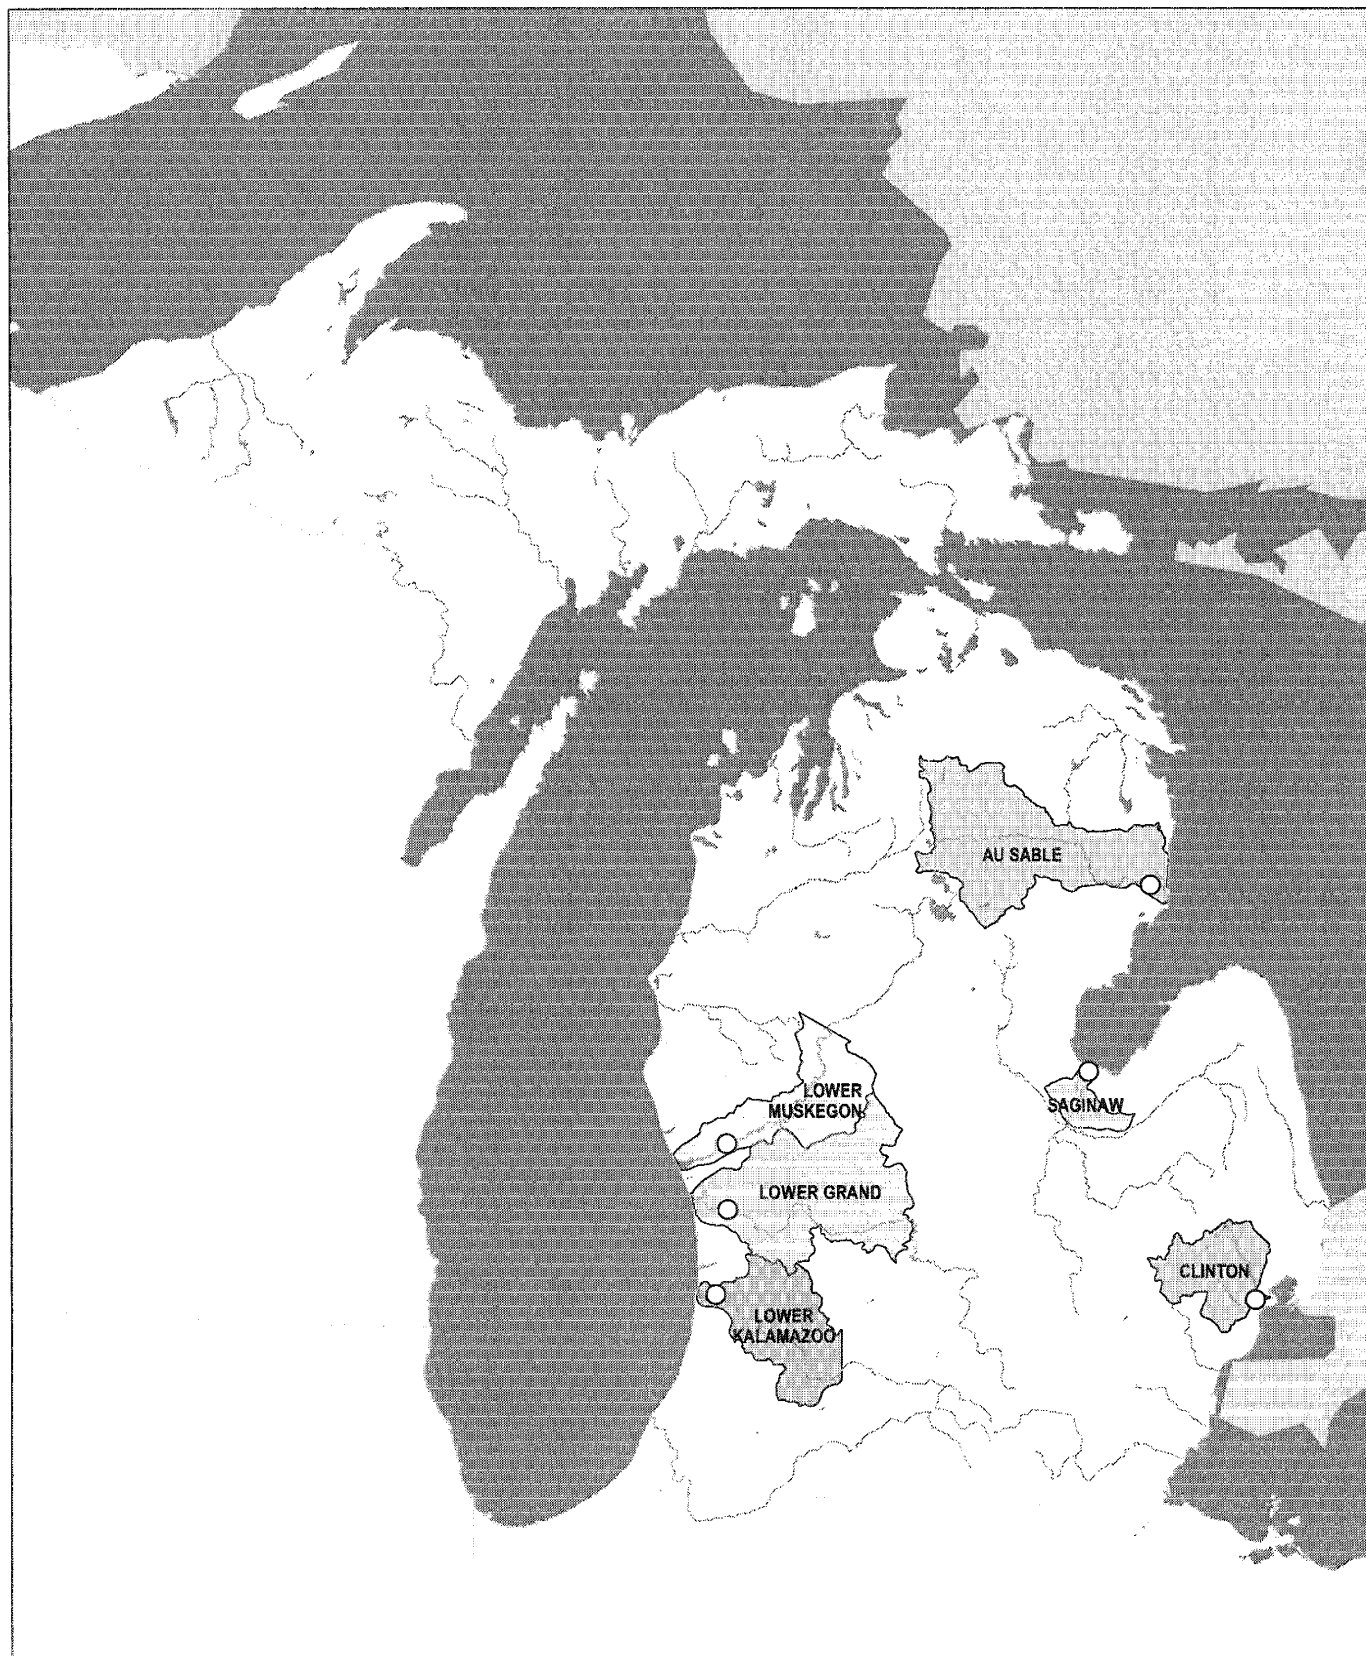 AU SABLE
LOWER
MUSKEGON
SAGINAW
LOWER GRAND
CLINTON
LOWER
KALAMAZOO